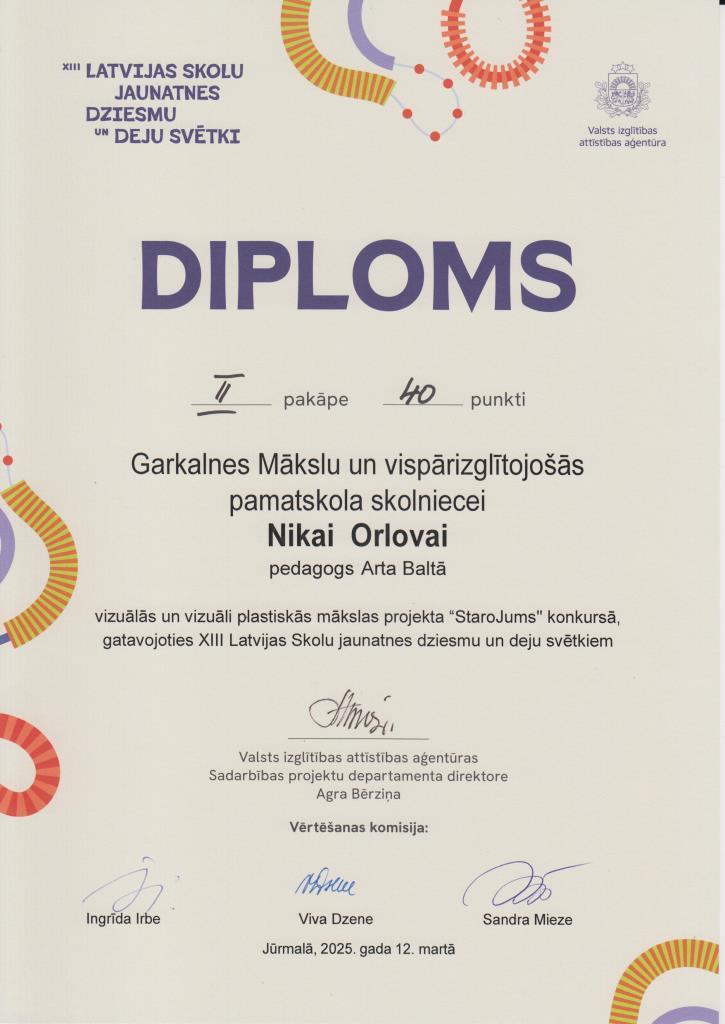 XIII LATVIJAS SKOLU
JAUNATNES
DZIESMU
UN DEJU SVĒTKI
Valsts izglītības
attīstības aģentūra
DIPLOMS
II pakāpe 40 punkti
Garkalnes Mākslu un vispārizglītojošās
pamatskola skolniecei
Nikai Orlovai
pedagogs Arta Baltā
vizuālās un vizuāli plastiskās mākslas projekta “StaroJums" konkursā,
gatavojoties XIII Latvijas Skolu jaunatnes dziesmu un deju svētkiem
Valsts izglītības attīstības aģentūras
Sadarbības projektu departamenta direktore
Agra Bērziņa
Vērtēšanas komisija:
Ingrīda Irbe
Viva Dzene
Sandra Mieze
Jūrmalā, 2025. gada 12. martā